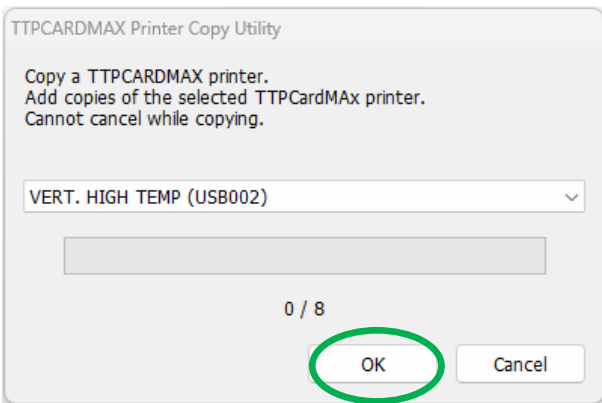 TTPCARDMAX Printer Copy Utility
Copy a TTPCARDMAX printer.
Add copies of the selected TTPCardMAx printer.
Cannot cancel while copying.
VERT. HIGH TEMP (USB002)
0 / 8
OK
Cancel